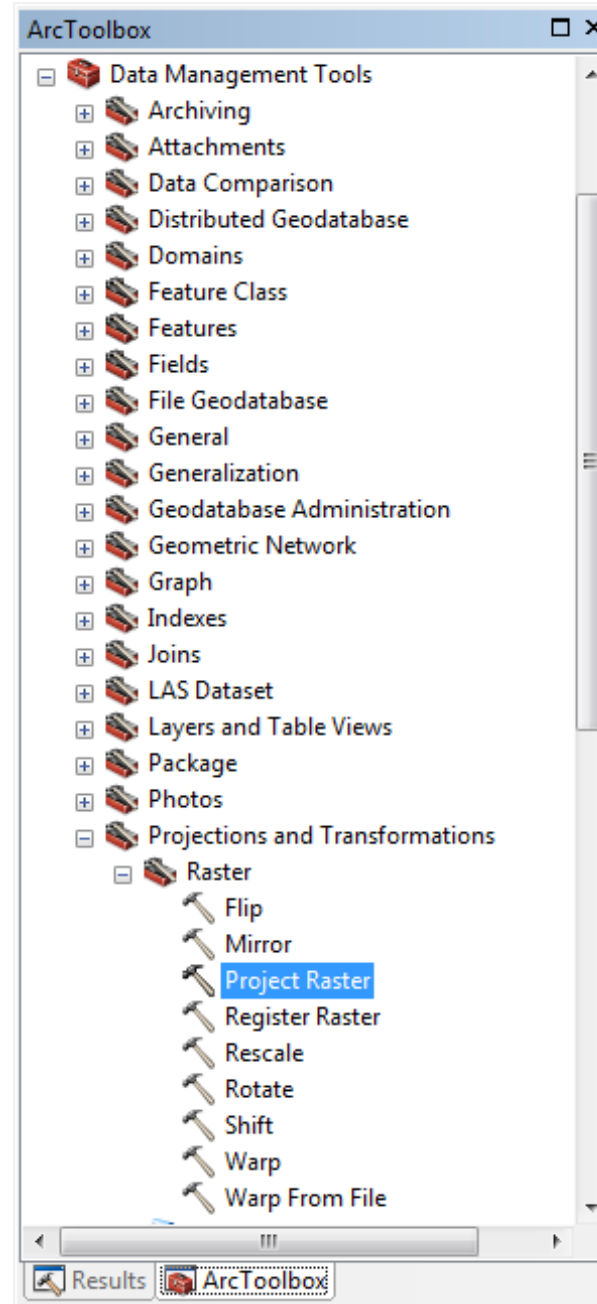 ArcToolbox
Data Management Tools
Archiving
Attachments
Data Comparison
Distributed Geodatabase
Domains
Feature Class
Features
Fields
File Geodatabase
General
Generalization
Geodatabase Administration
Geometric Network
Graph
Indexes
Joins
LAS Dataset
Layers and Table Views
Package
Photos
Projections and Transformations
Raster
Flip
Mirror
Project Raster
Register Raster
Rescale
Rotate
Shift
Warp
Warp From File
Results ArcToolbox